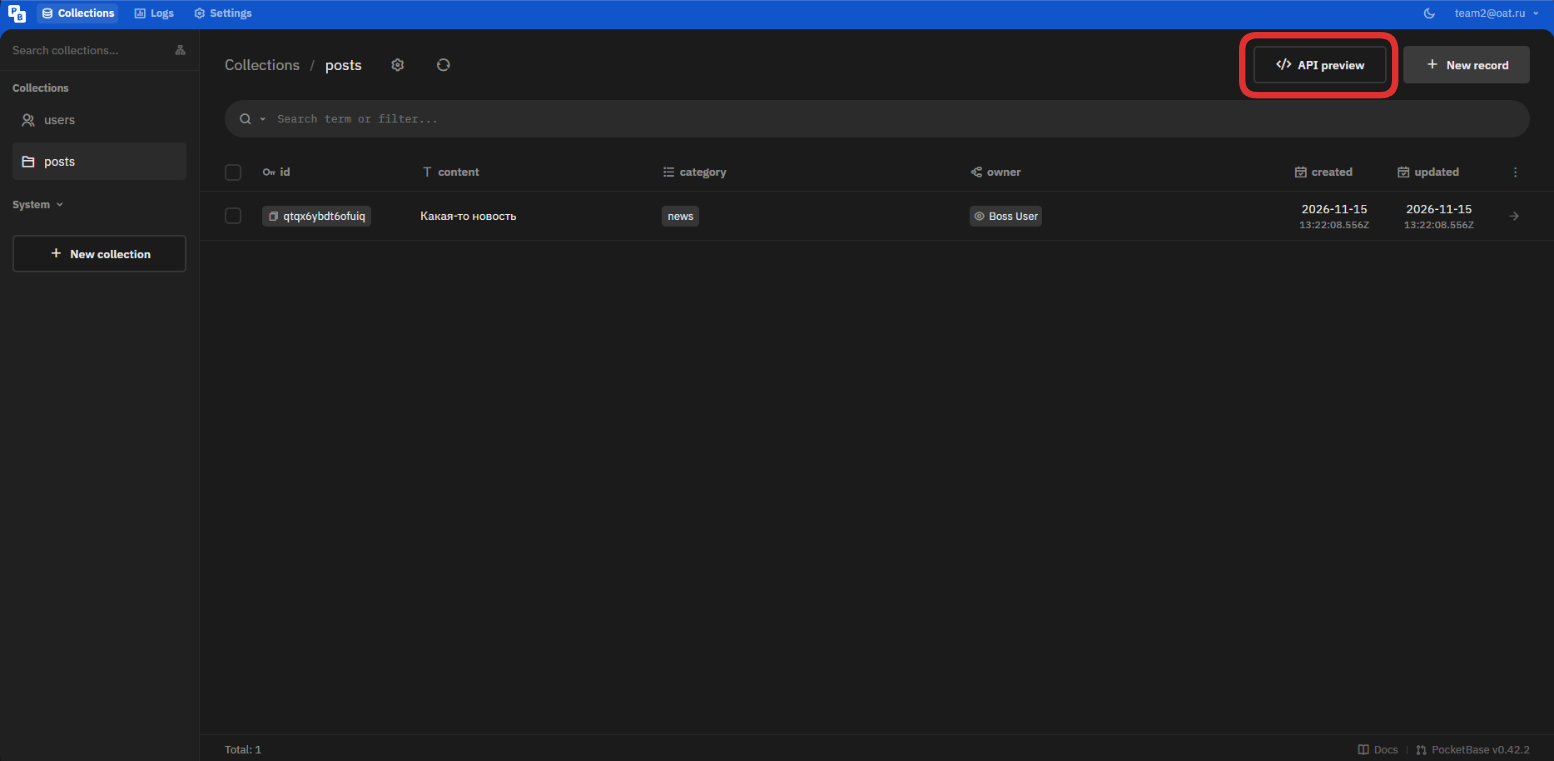 PB Collections Logs Settings team2@oat.ru
Search collections...
Collections
users
posts
System
New collection
Collections / posts
API preview
New record
Search term or filter...
id content category owner created updated
qtqx6ybdt6ofuiq Какая-то новость news Boss User 2026-11-15 2026-11-15
13:22:08.556Z 13:22:08.556Z
Total: 1
Docs | PocketBase v0.42.2